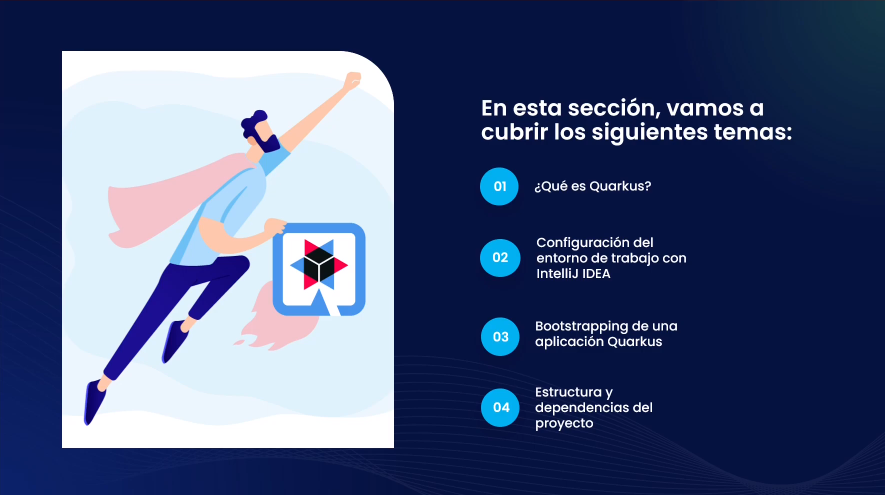 En esta sección, vamos a
cubrir los siguientes temas:
01
¿Qué es Quarkus?
02
Configuración del
entorno de trabajo con
IntelliJ IDEA
03
Bootstrapping de una
aplicación Quarkus
04
Estructura y
dependencias del
proyecto